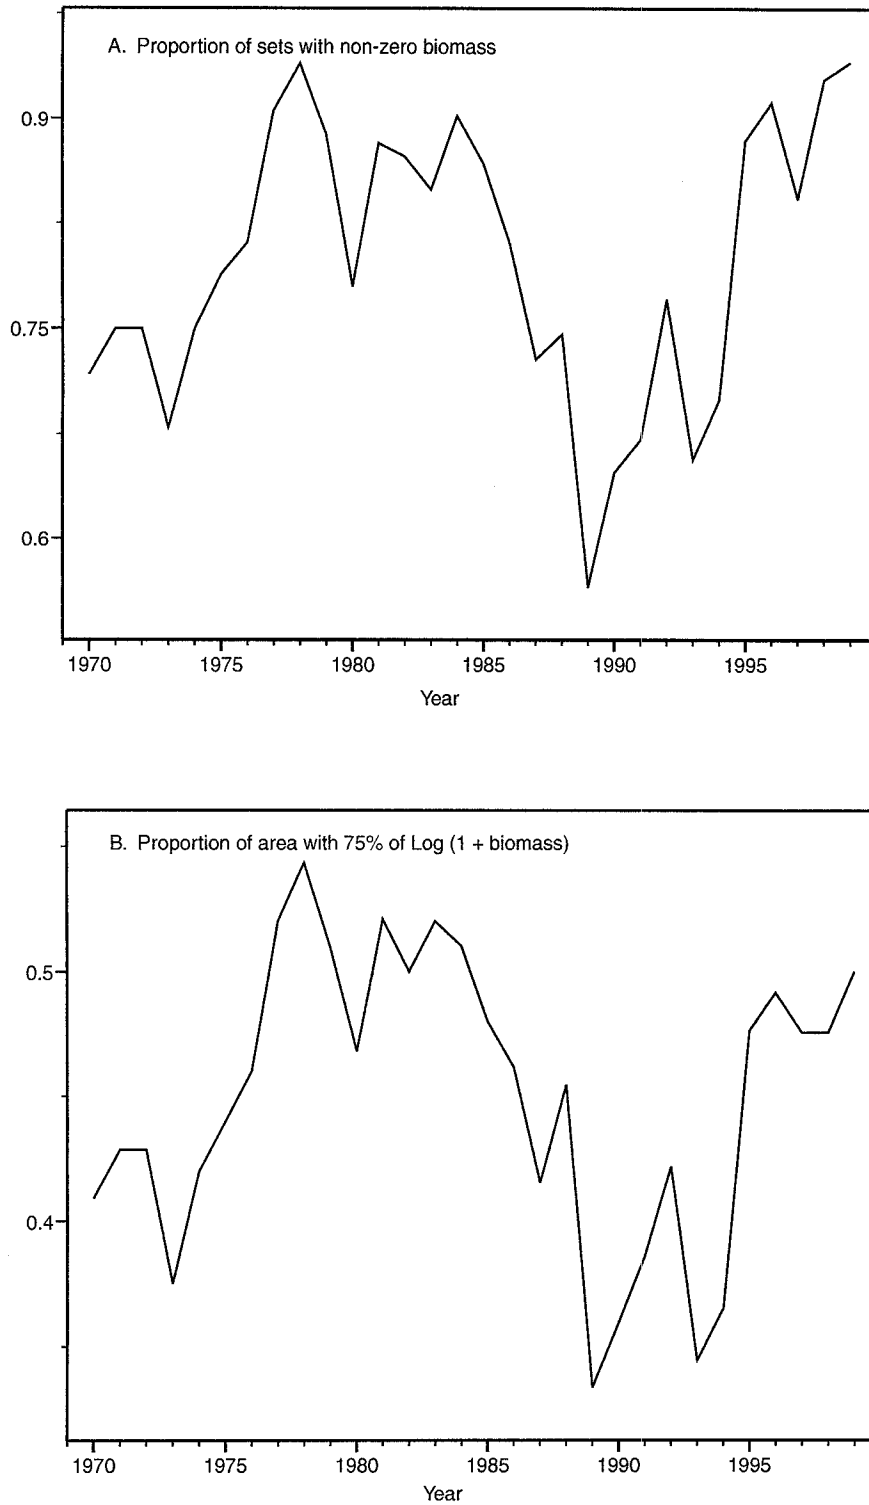 A. Proportion of sets with non-zero biomass
0.9
0.75
0.6
1970 1975 1980 1985 1990 1995
Year
B. Proportion of area with 75% of Log (1 + biomass)
0.5
0.4
1970 1975 1980 1985 1990 1995
Year